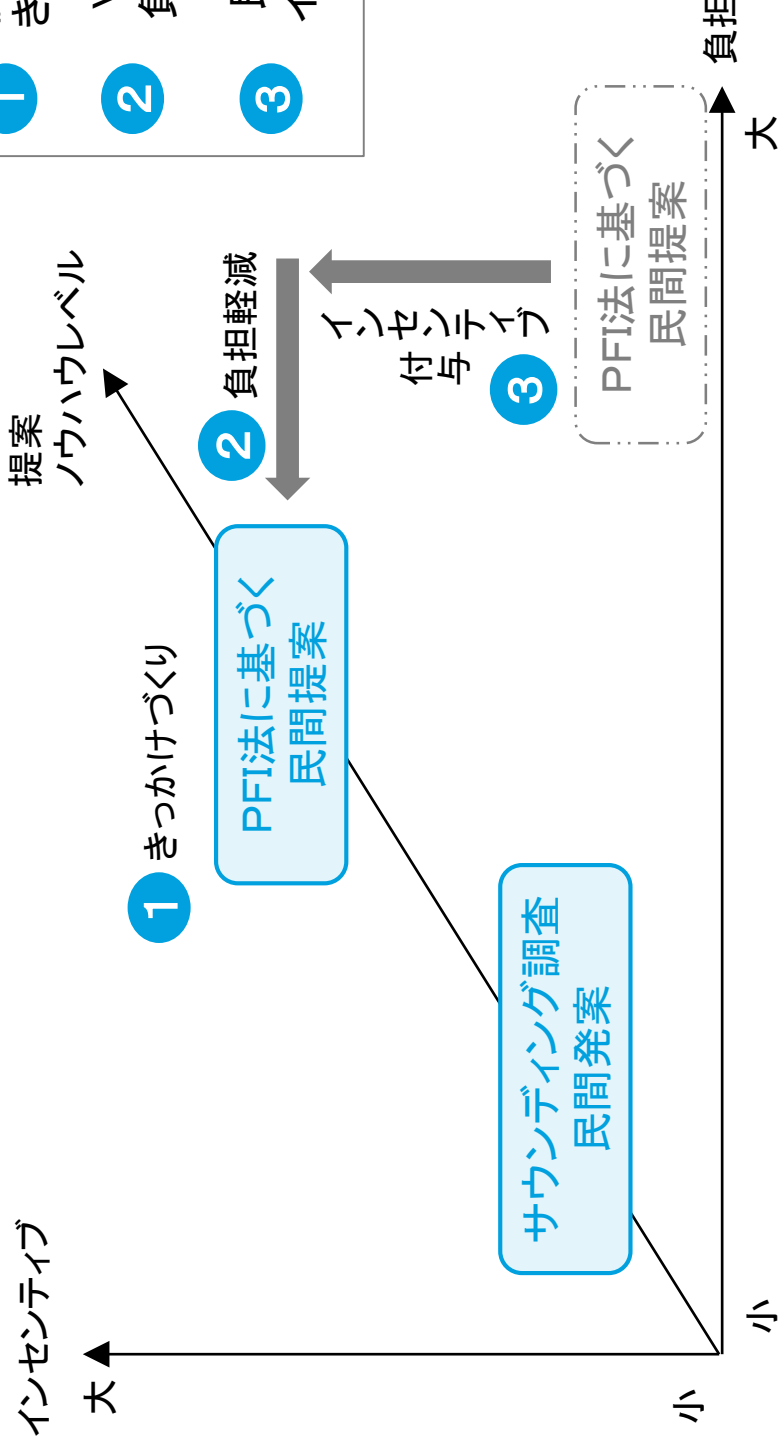 インセンティブ
大
小
小
大
提案
ノウハウレベル
1
きっかけづくり
PFI法に基づく
民間提案
サウンディング調査
民間発案
2
負担軽減
インセンティブ
付与
3
PFI法に基づく
民間提案
1
2
3
負担